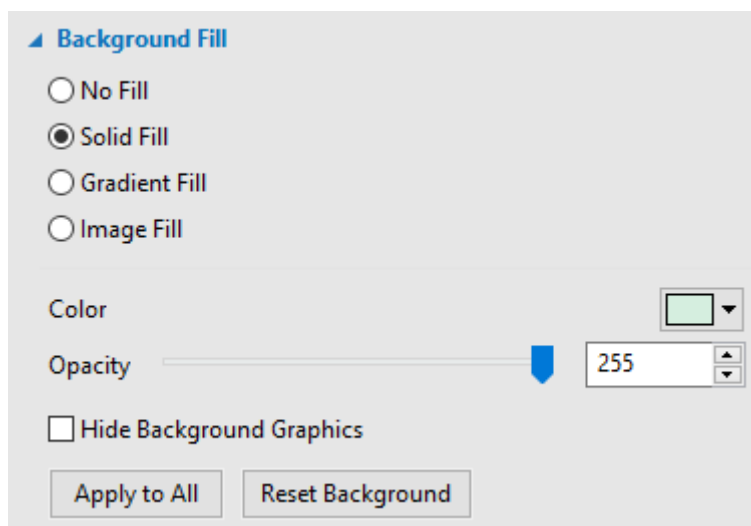 Background Fill
No Fill
Solid Fill
Gradient Fill
Image Fill
Color
Opacity 255
Hide Background Graphics
Apply to All Reset Background